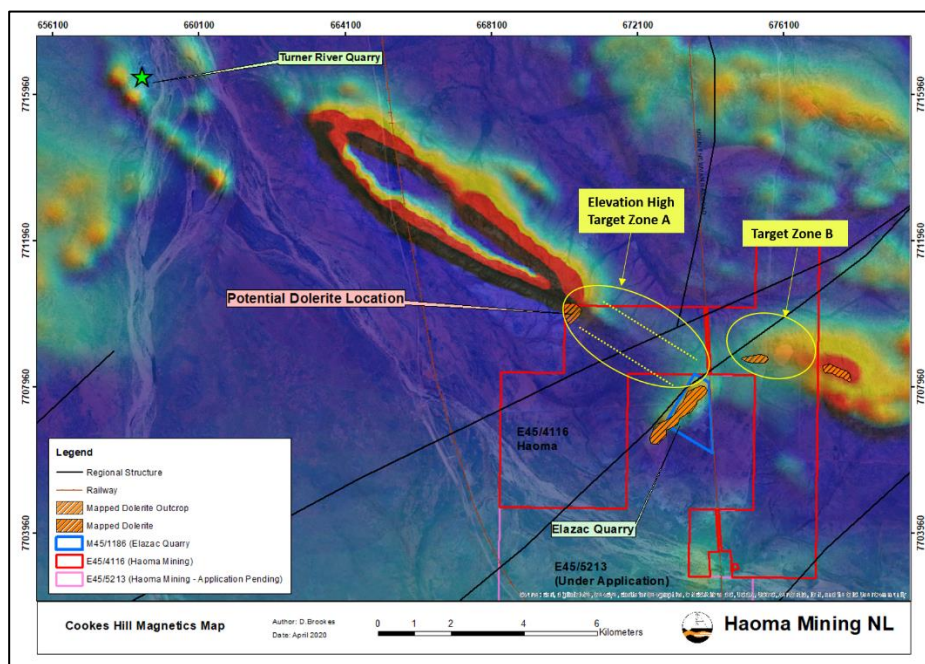 656100 660100 664100 668100 672100 676100
Turner River Quarry
7715960
7715960
Elevation High
Target Zone A
Target Zone B
7711960
7711960
Potential Dolerite Location
7707960
7707960
E45/4116
Haoma
Legend
Regional Structure
Railway
Mapped Dolerite Outcrop
Mapped Dolerite
M45/1186 (Elazac Quarry)
E45/4116 (Haoma Mining)
E45/5213 (Haoma Mining - Application Pending)
Elazac Quarry
7703960
7703960
E45/5213
(Under Application)
Cookes Hill Magnetics Map
Author: D.Brookes
Date: April 2020
0 1 2 4 6
Kilometers
Haoma Mining NL